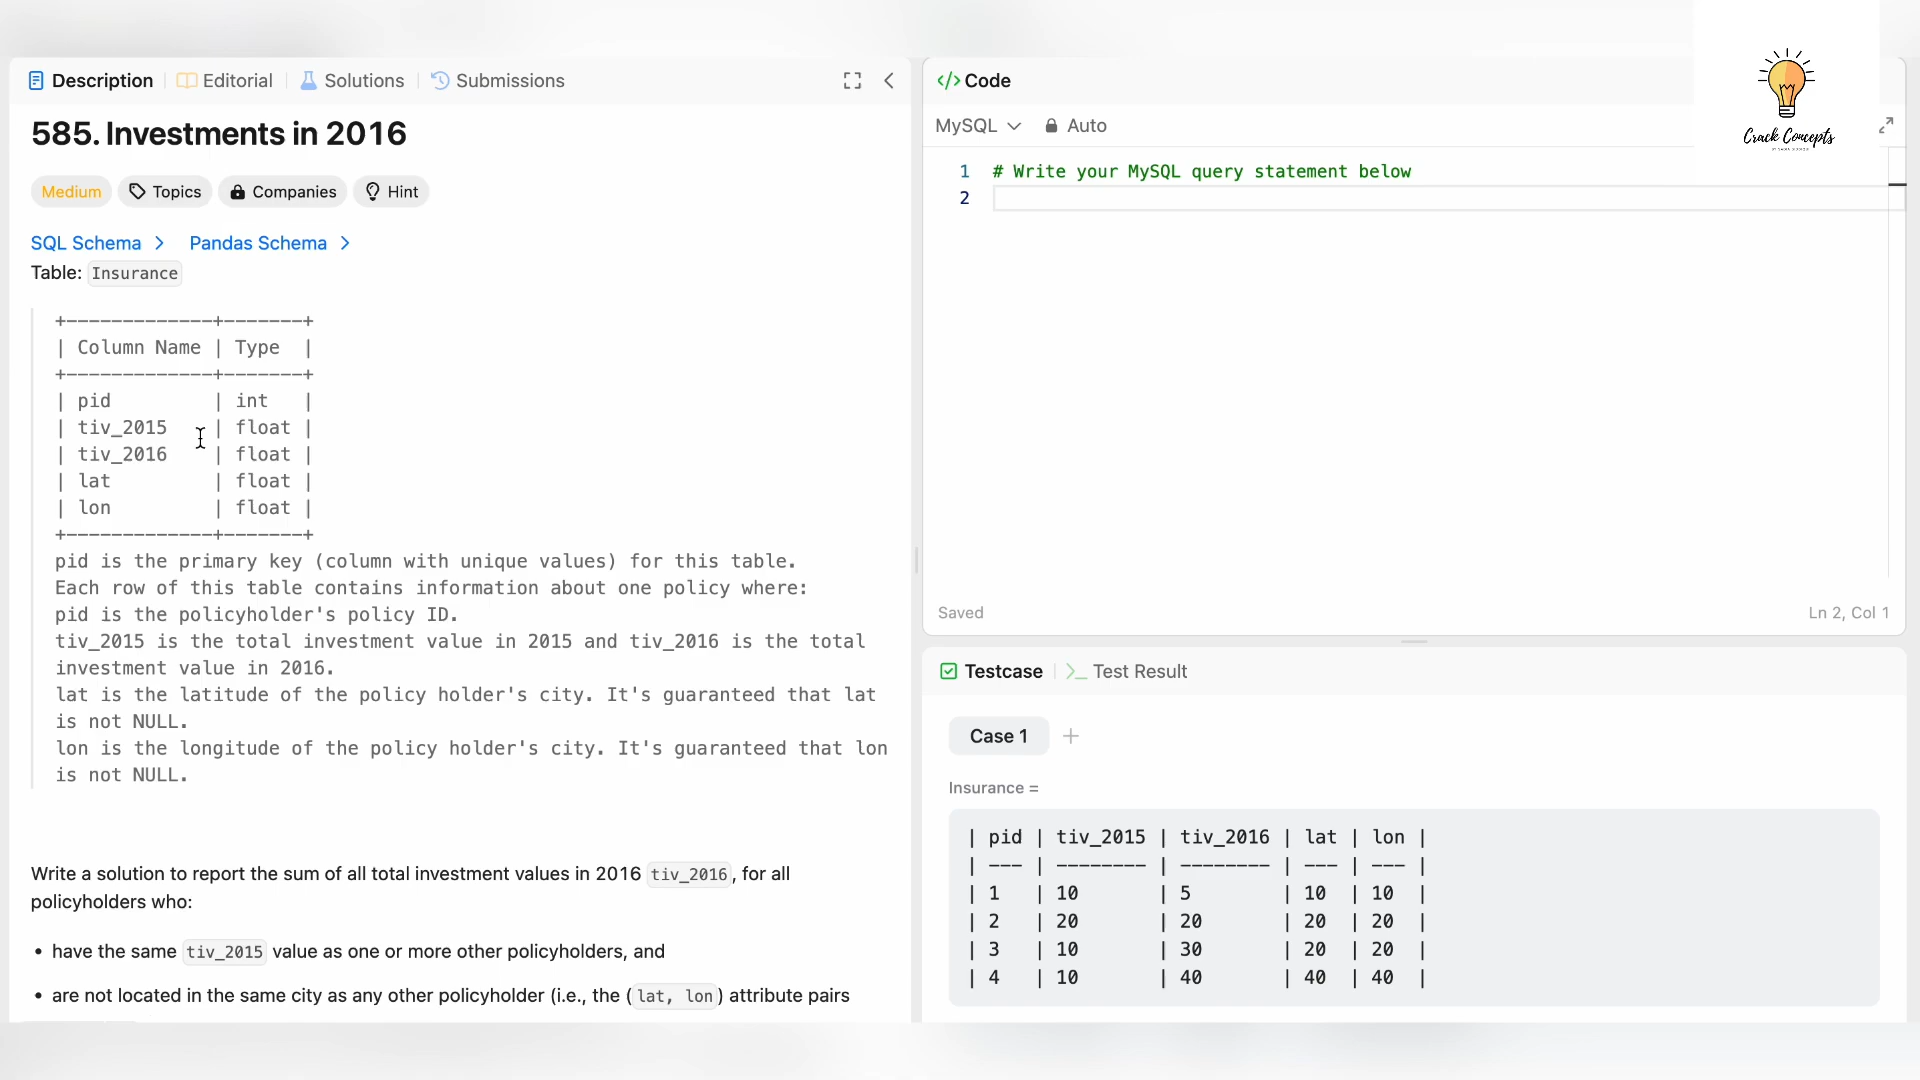 Description
Editorial
Solutions
Submissions
585. Investments in 2016
Medium
Topics
Companies
Hint
SQL Schema
Pandas Schema
Table: Insurance
+-------------+-------+
| Column Name | Type  |
+-------------+-------+
| pid         | int   |
| tiv_2015    | float |
| tiv_2016    | float |
| lat         | float |
| lon         | float |
+-------------+-------+
pid is the primary key (column with unique values) for this table.
Each row of this table contains information about one policy where:
pid is the policyholder's policy ID.
tiv_2015 is the total investment value in 2015 and tiv_2016 is the total
investment value in 2016.
lat is the latitude of the policy holder's city. It's guaranteed that lat
is not NULL.
lon is the longitude of the policy holder's city. It's guaranteed that lon
is not NULL.
Write a solution to report the sum of all total investment values in 2016 tiv_2016, for all
policyholders who:
• have the same tiv_2015 value as one or more other policyholders, and
• are not located in the same city as any other policyholder (i.e., the (lat, lon) attribute pairs
</> Code
MySQL
Auto
1 # Write your MySQL query statement below
2
Saved
Ln 2, Col 1
Testcase
>_ Test Result
Case 1
+
Insurance =
| pid | tiv_2015 | tiv_2016 | lat | lon |
| --- | -------- | -------- | --- | --- |
| 1   | 10       | 5        | 10  | 10  |
| 2   | 20       | 20       | 20  | 20  |
| 3   | 10       | 30       | 20  | 20  |
| 4   | 10       | 40       | 40  | 40  |
Crack Concepts